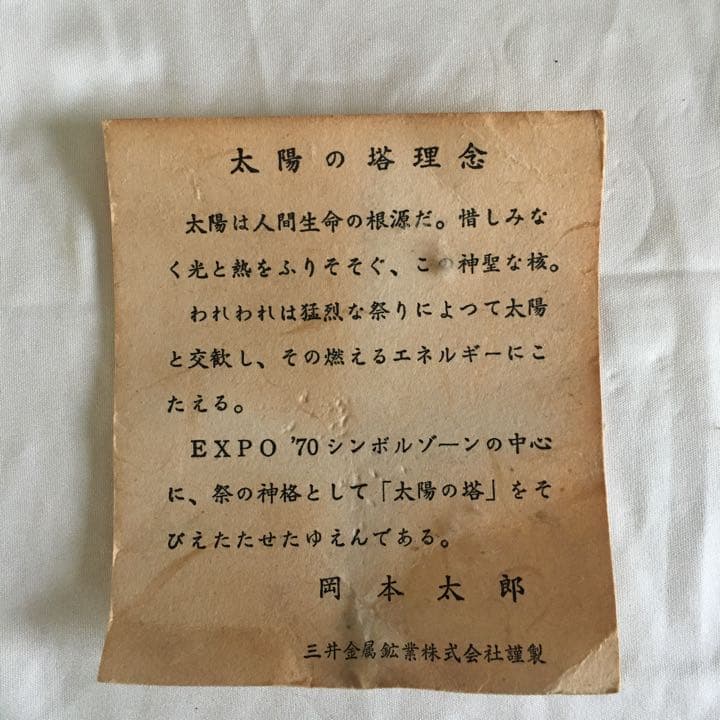 太陽の塔理念
太陽は人間生命の根源だ。惜しみな
く光と熱をふりそそぐ、この神聖な核。
われわれは猛烈な祭りによつて太陽
と交歓し、その燃えるエネルギーにこ
たえる。
EXPO ’70シンボルゾーンの中心
に、祭の神格として「太陽の塔」をそ
びえたたせたゆえんである。
岡本太郎
三井金属鉱業株式会社謹製